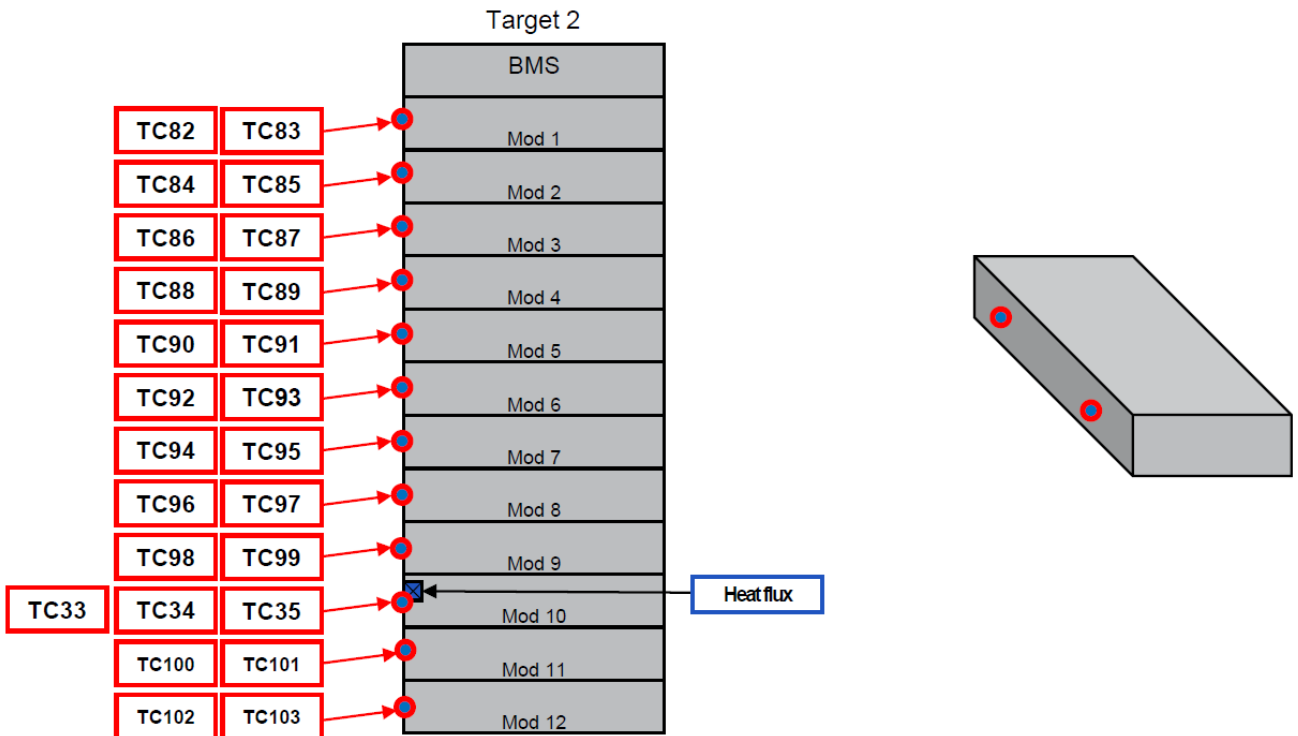 Target 2
BMS
TC82 TC83
Mod 1
TC84 TC85
Mod 2
TC86 TC87
Mod 3
TC88 TC89
Mod 4
TC90 TC91
Mod 5
TC92 TC93
Mod 6
TC94 TC95
Mod 7
TC96 TC97
Mod 8
TC98 TC99
Mod 9
Heat flux
TC33 TC34 TC35
Mod 10
TC100 TC101
Mod 11
TC102 TC103
Mod 12